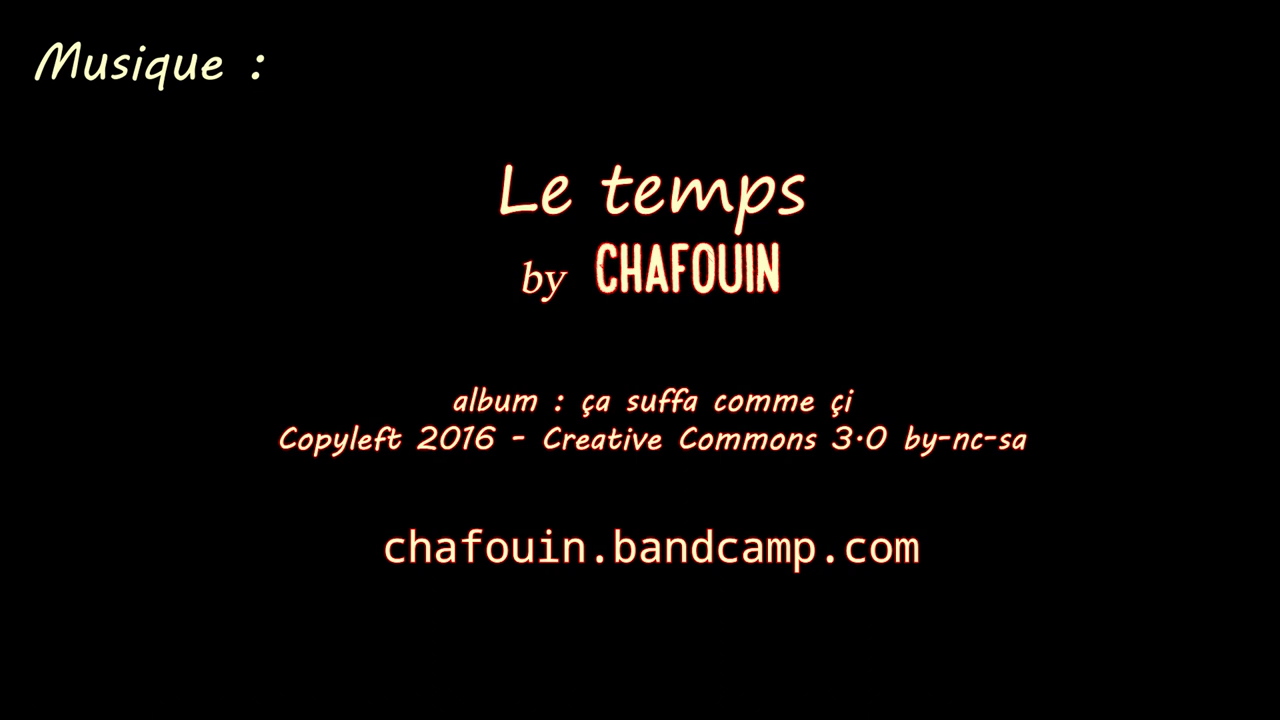 Musique :
Le temps
by CHAFOUIN
album : ça suffa comme çi
Copyleft 2016 - Creative Commons 3.0 by-nc-sa
chafouin.bandcamp.com